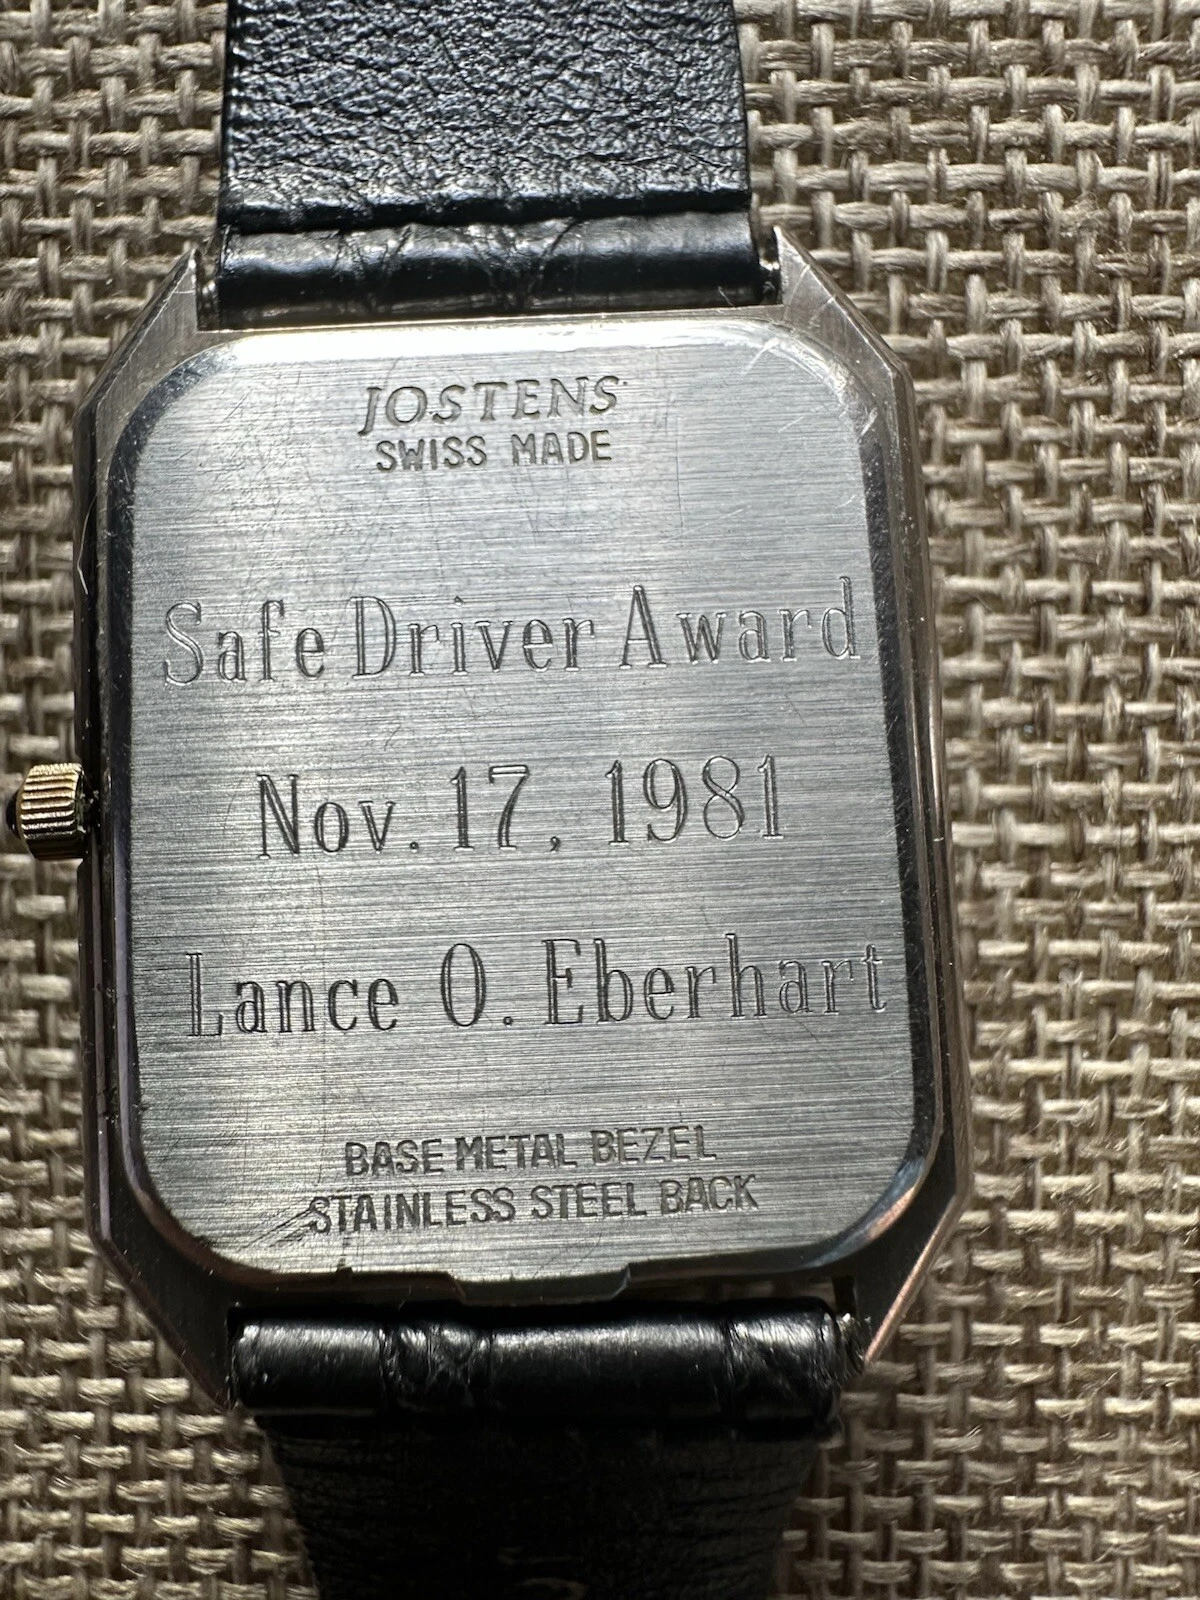 JOSTENS
SWISS MADE
Safe Driver Award
Nov. 17, 1981
Lance O. Eberhart
BASE METAL BEZEL
STAINLESS STEEL BACK